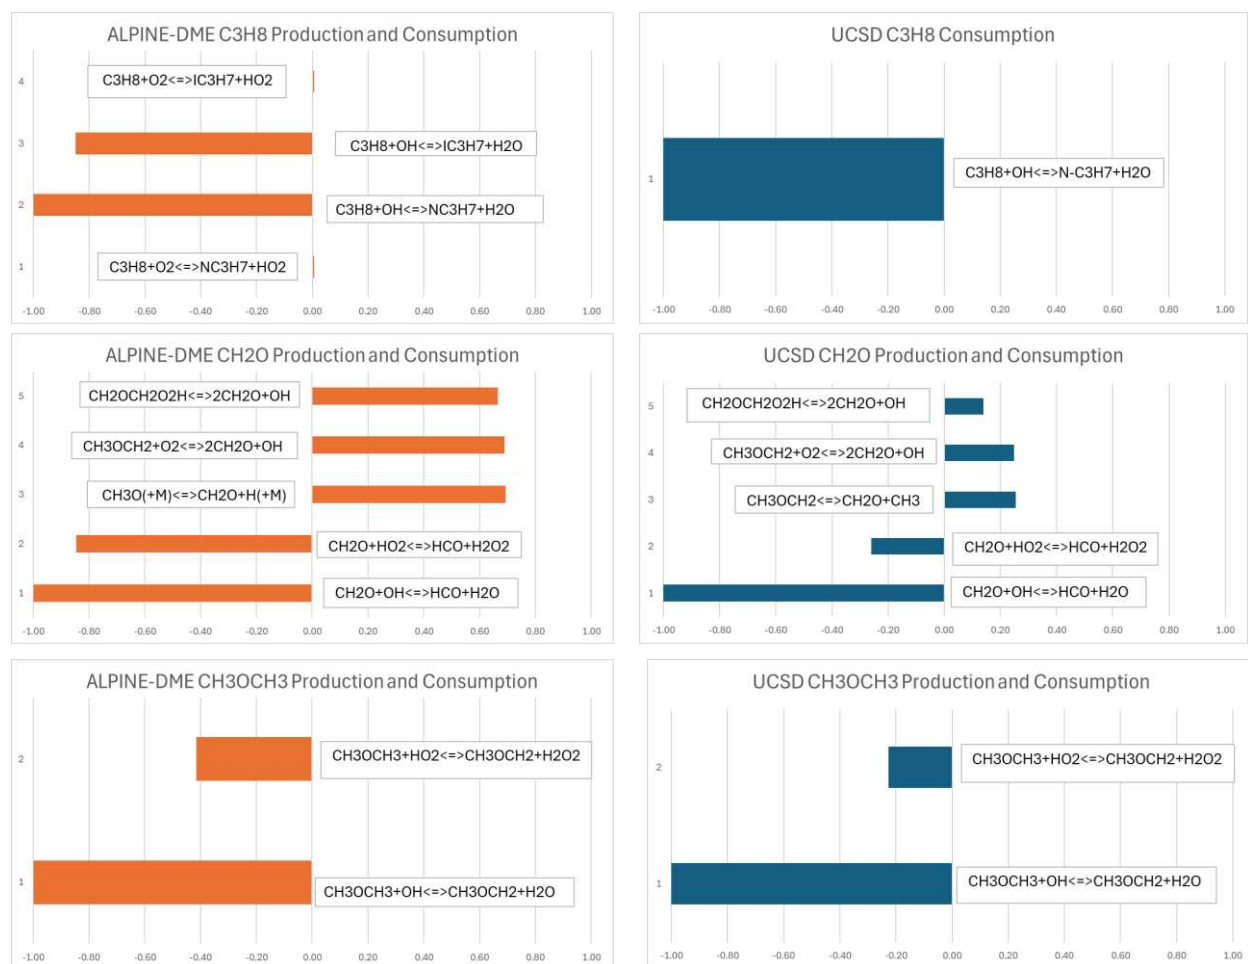 ALPINE-DME C3H8 Production and Consumption
4
C3H8+O2<=>IC3H7+HO2
3
C3H8+OH<=>IC3H7+H2O
2
C3H8+OH<=>NC3H7+H2O
1
C3H8+O2<=>NC3H7+HO2
-1.00 -0.80 -0.60 -0.40 -0.20 0.00 0.20 0.40 0.60 0.80 1.00
UCSD C3H8 Consumption
1
C3H8+OH<=>N-C3H7+H2O
-1.00 -0.80 -0.60 -0.40 -0.20 0.00 0.20 0.40 0.60 0.80 1.00
ALPINE-DME CH2O Production and Consumption
5
CH2OCH2O2H<=>2CH2O+OH
4
CH3OCH2+O2<=>2CH2O+OH
3
CH3O(+M)<=>CH2O+H(+M)
2
CH2O+HO2<=>HCO+H2O2
1
CH2O+OH<=>HCO+H2O
-1.00 -0.80 -0.60 -0.40 -0.20 0.00 0.20 0.40 0.60 0.80 1.00
UCSD CH2O Production and Consumption
5
CH2OCH2O2H<=>2CH2O+OH
4
CH3OCH2+O2<=>2CH2O+OH
3
CH3OCH2<=>CH2O+CH3
2
CH2O+HO2<=>HCO+H2O2
1
CH2O+OH<=>HCO+H2O
-1.00 -0.80 -0.60 -0.40 -0.20 0.00 0.20 0.40 0.60 0.80 1.00
ALPINE-DME CH3OCH3 Production and Consumption
2
CH3OCH3+HO2<=>CH3OCH2+H2O2
1
CH3OCH3+OH<=>CH3OCH2+H2O
-1.00 -0.80 -0.60 -0.40 -0.20 0.00 0.20 0.40 0.60 0.80 1.00
UCSD CH3OCH3 Production and Consumption
2
CH3OCH3+HO2<=>CH3OCH2+H2O2
1
CH3OCH3+OH<=>CH3OCH2+H2O
-1.00 -0.80 -0.60 -0.40 -0.20 0.00 0.20 0.40 0.60 0.80 1.00